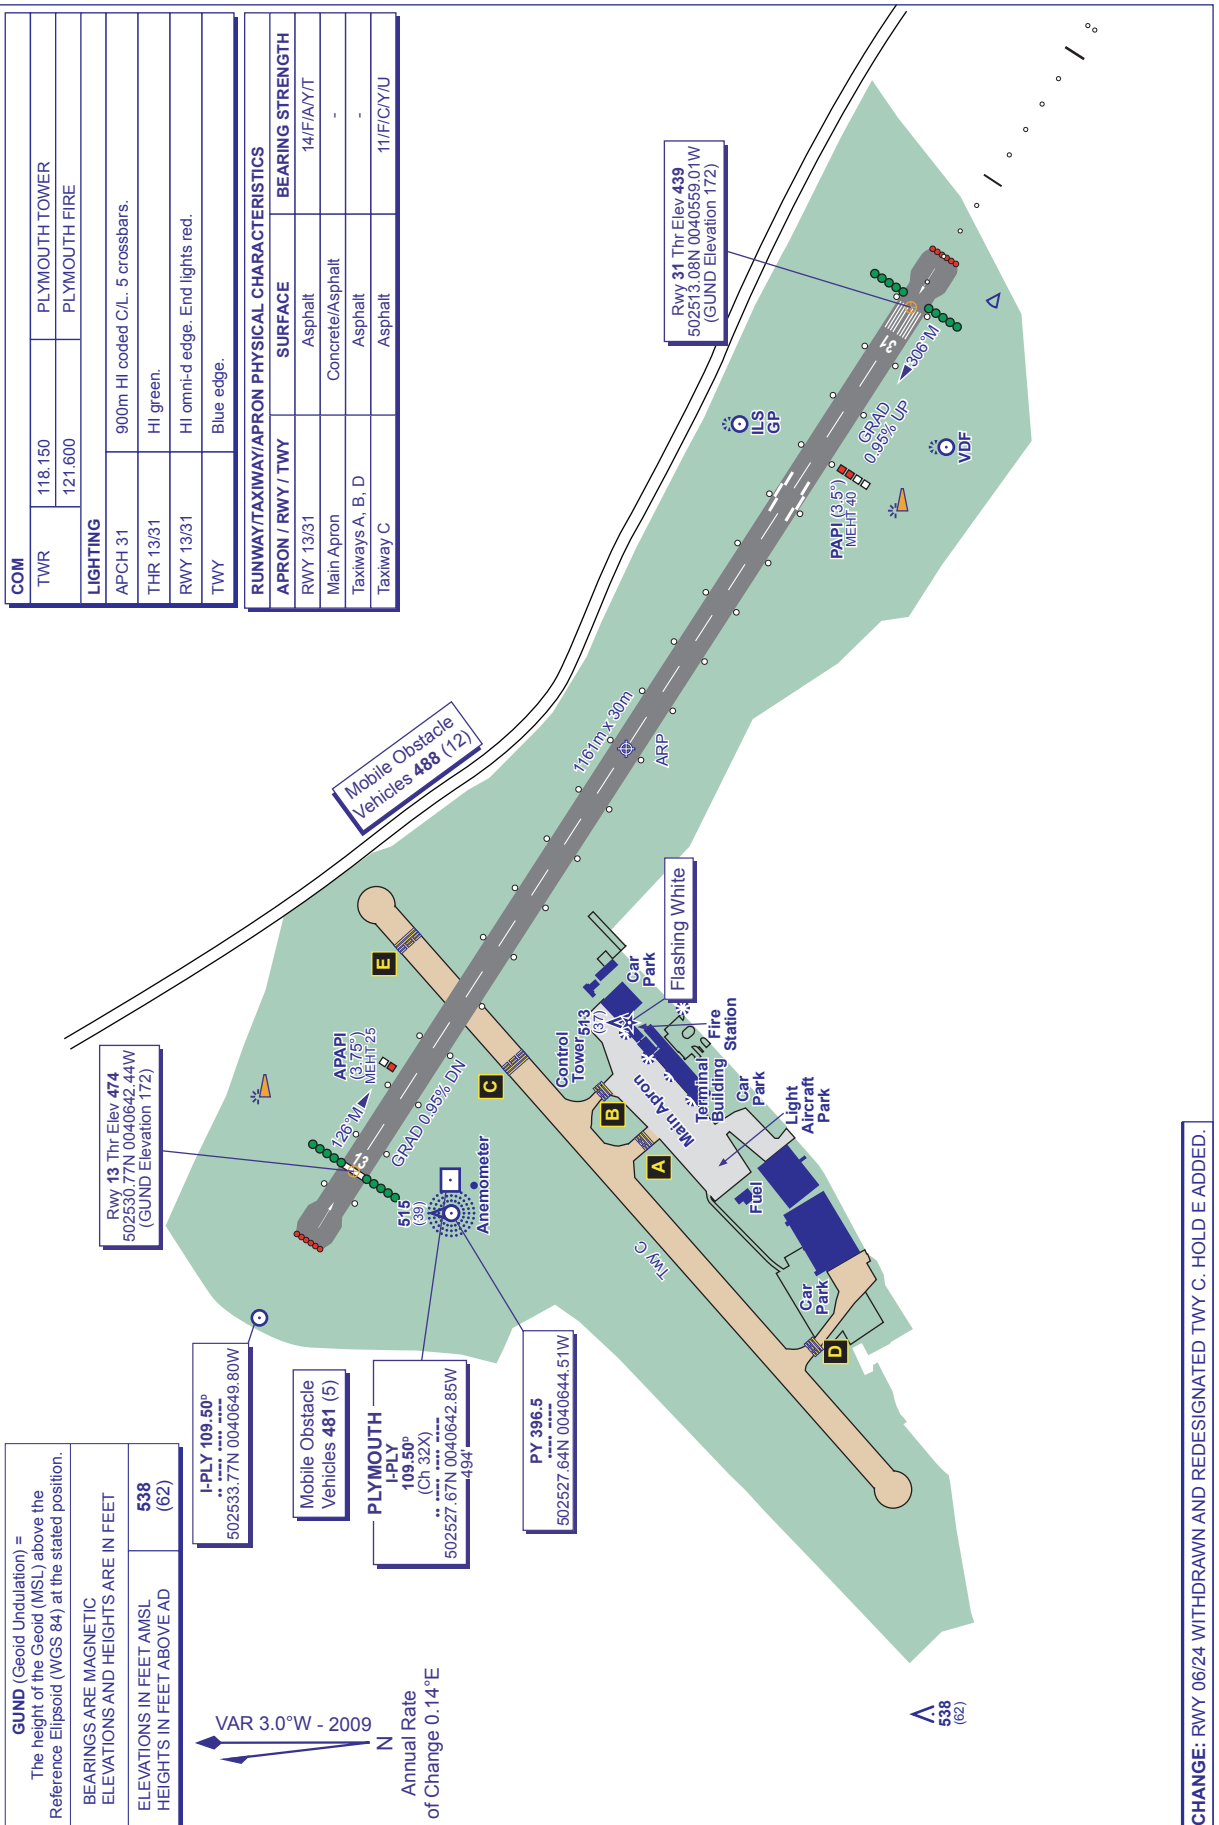 COM
TWR 118.150 PLYMOUTH TOWER
121.600 PLYMOUTH FIRE
LIGHTING
APCH 31 900m HI coded C/L. 5 crossbars.
THR 13/31 HI green.
RWY 13/31 HI omni-d edge. End lights red.
TWY Blue edge.
RUNWAY/TAXIWAY/APRON PHYSICAL CHARACTERISTICS
APRON / RWY / TWY SURFACE BEARING STRENGTH
RWY 13/31 Asphalt 14/F/A/Y/T
Main Apron Concrete/Asphalt -
Taxiways A, B, D Asphalt -
Taxiway C Asphalt 11/F/C/Y/U
GUND (Geoid Undulation) =
The height of the Geoid (MSL) above the
Reference Elipsoid (WGS 84) at the stated position.
BEARINGS ARE MAGNETIC
ELEVATIONS AND HEIGHTS ARE IN FEET
ELEVATIONS IN FEET AMSL 538
HEIGHTS IN FEET ABOVE AD (62)
VAR 3.0°W - 2009
N
Annual Rate
of Change 0.14°E
I-PLY 109.50ᴰ
502533.77N 0040649.80W
Mobile Obstacle
Vehicles 481 (5)
PLYMOUTH
I-PLY
109.50ᴰ
(Ch 32X)
502527.67N 0040642.85W
494'
PY 396.5
502527.64N 0040644.51W
Rwy 13 Thr Elev 474
502530.77N 0040642.44W
(GUND Elevation 172)
Mobile Obstacle
Vehicles 488 (12)
Rwy 31 Thr Elev 439
502513.08N 0040559.01W
(GUND Elevation 172)
APAPI
(3.75°)
MEHT 25
126°M
13
GRAD 0.95% DN
515
(39)
Anemometer
E
C
B
A
D
Twy C
Control
Tower
513
(37)
Car
Park
Flashing White
Fire
Station
Terminal
Building
Main Apron
Car
Park
Light
Aircraft
Park
Fuel
Car
Park
1161m x 30m
ARP
ILS
GP
PAPI (3.5°)
MEHT 40
GRAD
0.95% UP
306°M
31
VDF
538
(62)
CHANGE: RWY 06/24 WITHDRAWN AND REDESIGNATED TWY C. HOLD E ADDED.